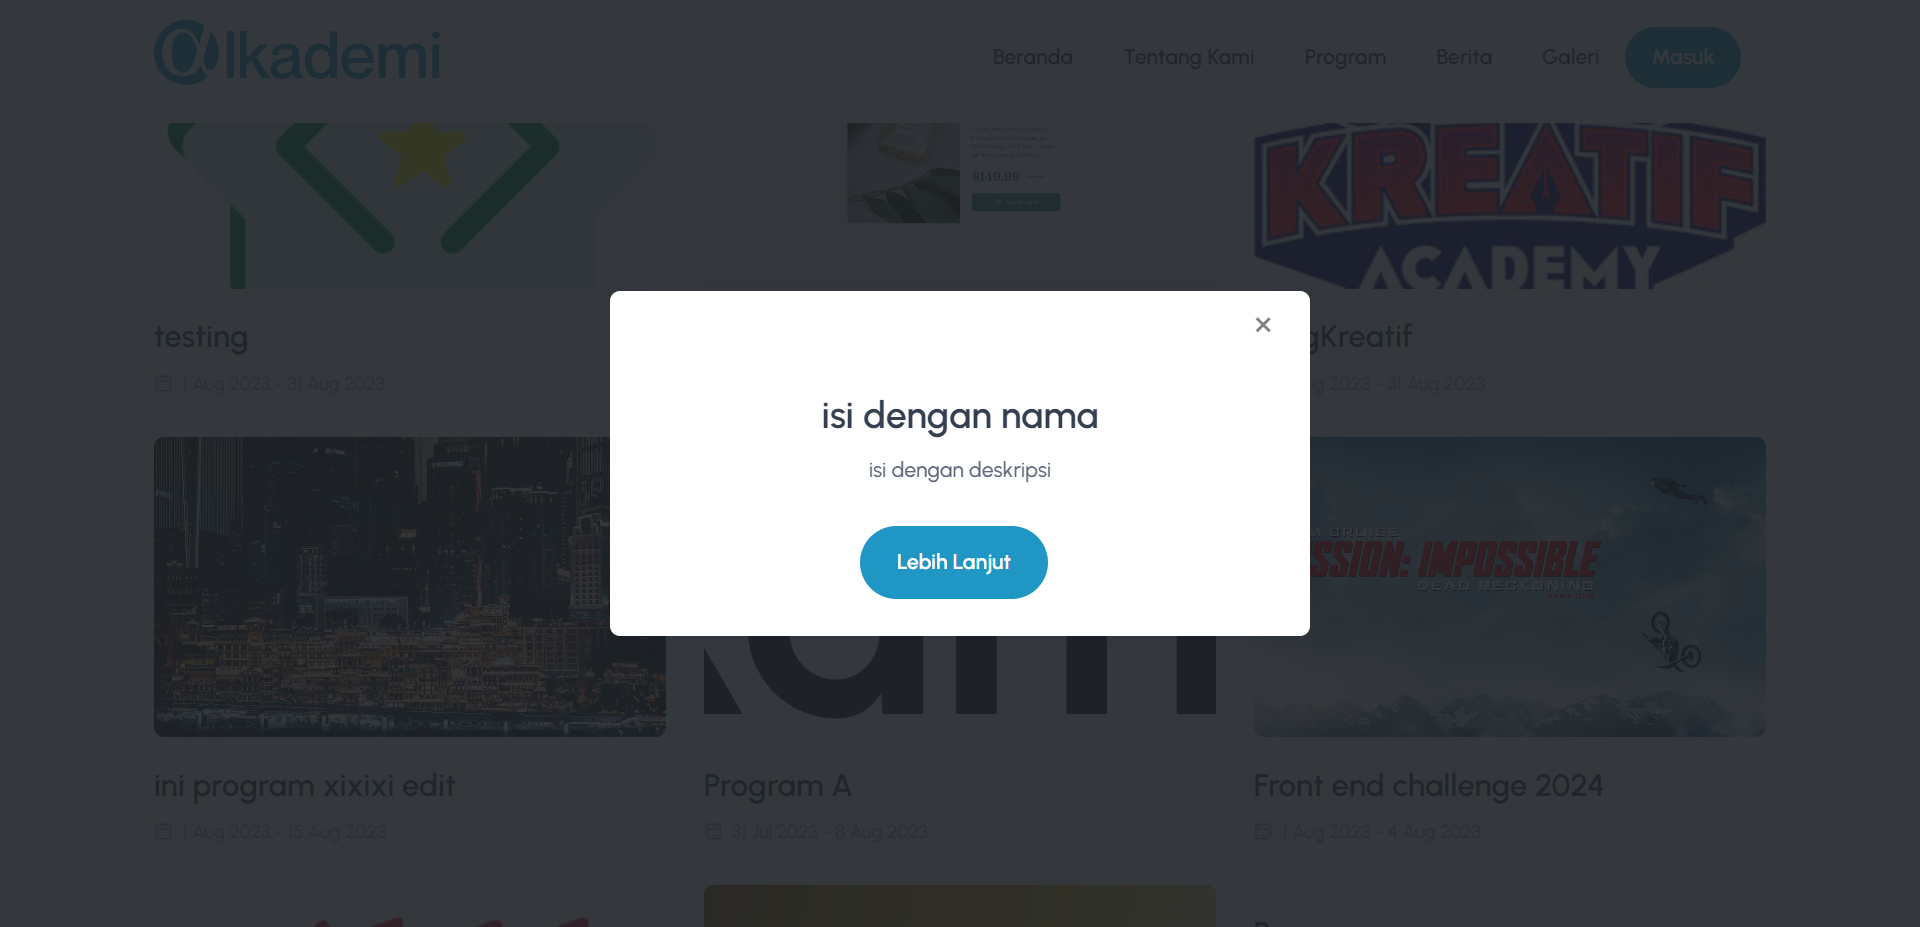 @lkademi
Beranda
Tentang Kami
Program
Berita
Galeri
Masuk
$149.99
KREATIF
ACADEMY
testing
1 Aug 2023 - 31 Aug 2023
gKreatif
g 2023 - 31 Aug 2023
×
isi dengan nama
isi dengan deskripsi
Lebih Lanjut
M CRUISE
SSION: IMPOSSIBLE
DEAD RECKONING
PART ONE
ini program xixixi edit
1 Aug 2023 - 15 Aug 2023
Program A
31 Jul 2023 - 8 Aug 2023
Front end challenge 2024
1 Aug 2023 - 4 Aug 2023